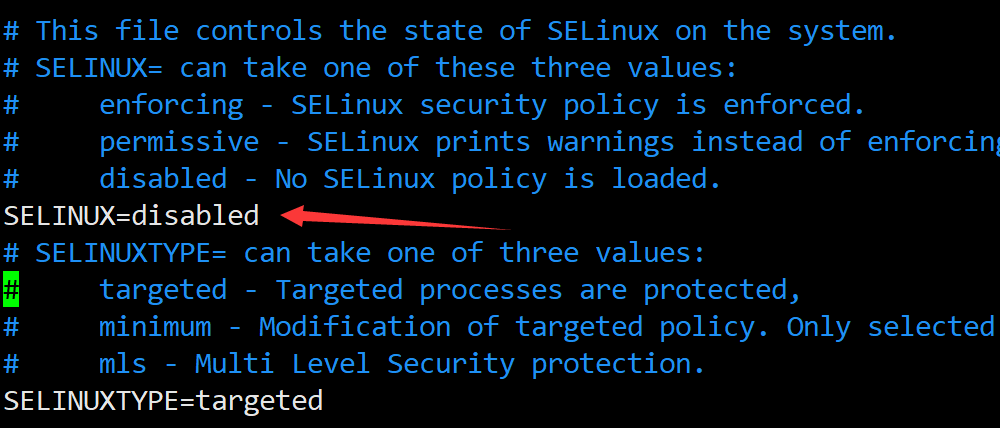 # This file controls the state of SELinux on the system.
# SELINUX= can take one of these three values:
#     enforcing - SELinux security policy is enforced.
#     permissive - SELinux prints warnings instead of enforcing
#     disabled - No SELinux policy is loaded.
SELINUX=disabled
# SELINUXTYPE= can take one of three values:
#     targeted - Targeted processes are protected,
#     minimum - Modification of targeted policy. Only selected
#     mls - Multi Level Security protection.
SELINUXTYPE=targeted